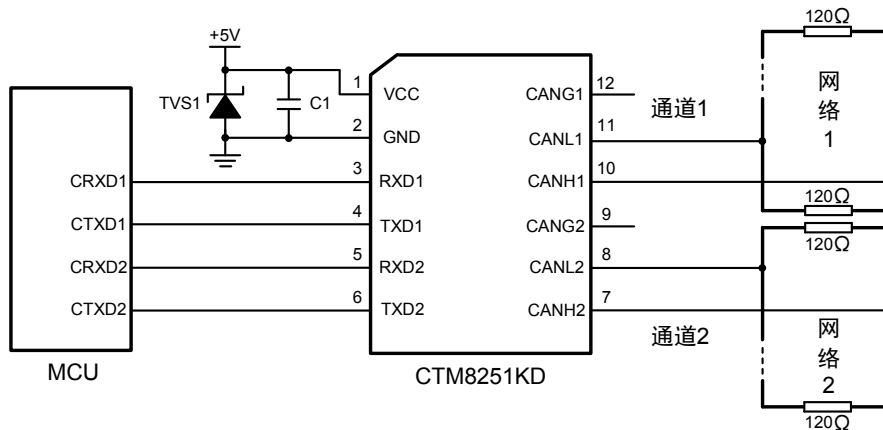 120Ω
+5V
TVS1
C1
1
VCC
CANG1
12
通道1
网
络
1
2
GND
CANL1
11
CRXD1
3
RXD1
CANH1
10
120Ω
CTXD1
4
TXD1
CANG2
9
120Ω
CRXD2
5
RXD2
CANL2
8
CTXD2
6
TXD2
CANH2
7
通道2
网
络
2
MCU
CTM8251KD
120Ω